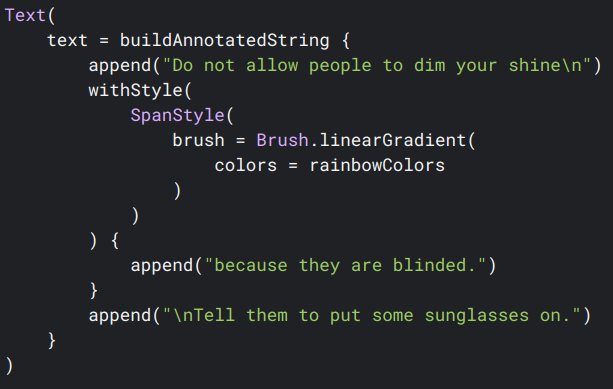 Text(
    text = buildAnnotatedString {
        append("Do not allow people to dim your shine\n")
        withStyle(
            SpanStyle(
                brush = Brush.linearGradient(
                    colors = rainbowColors
                )
            )
        ) {
            append("because they are blinded.")
        }
        append("\nTell them to put some sunglasses on.")
    }
)